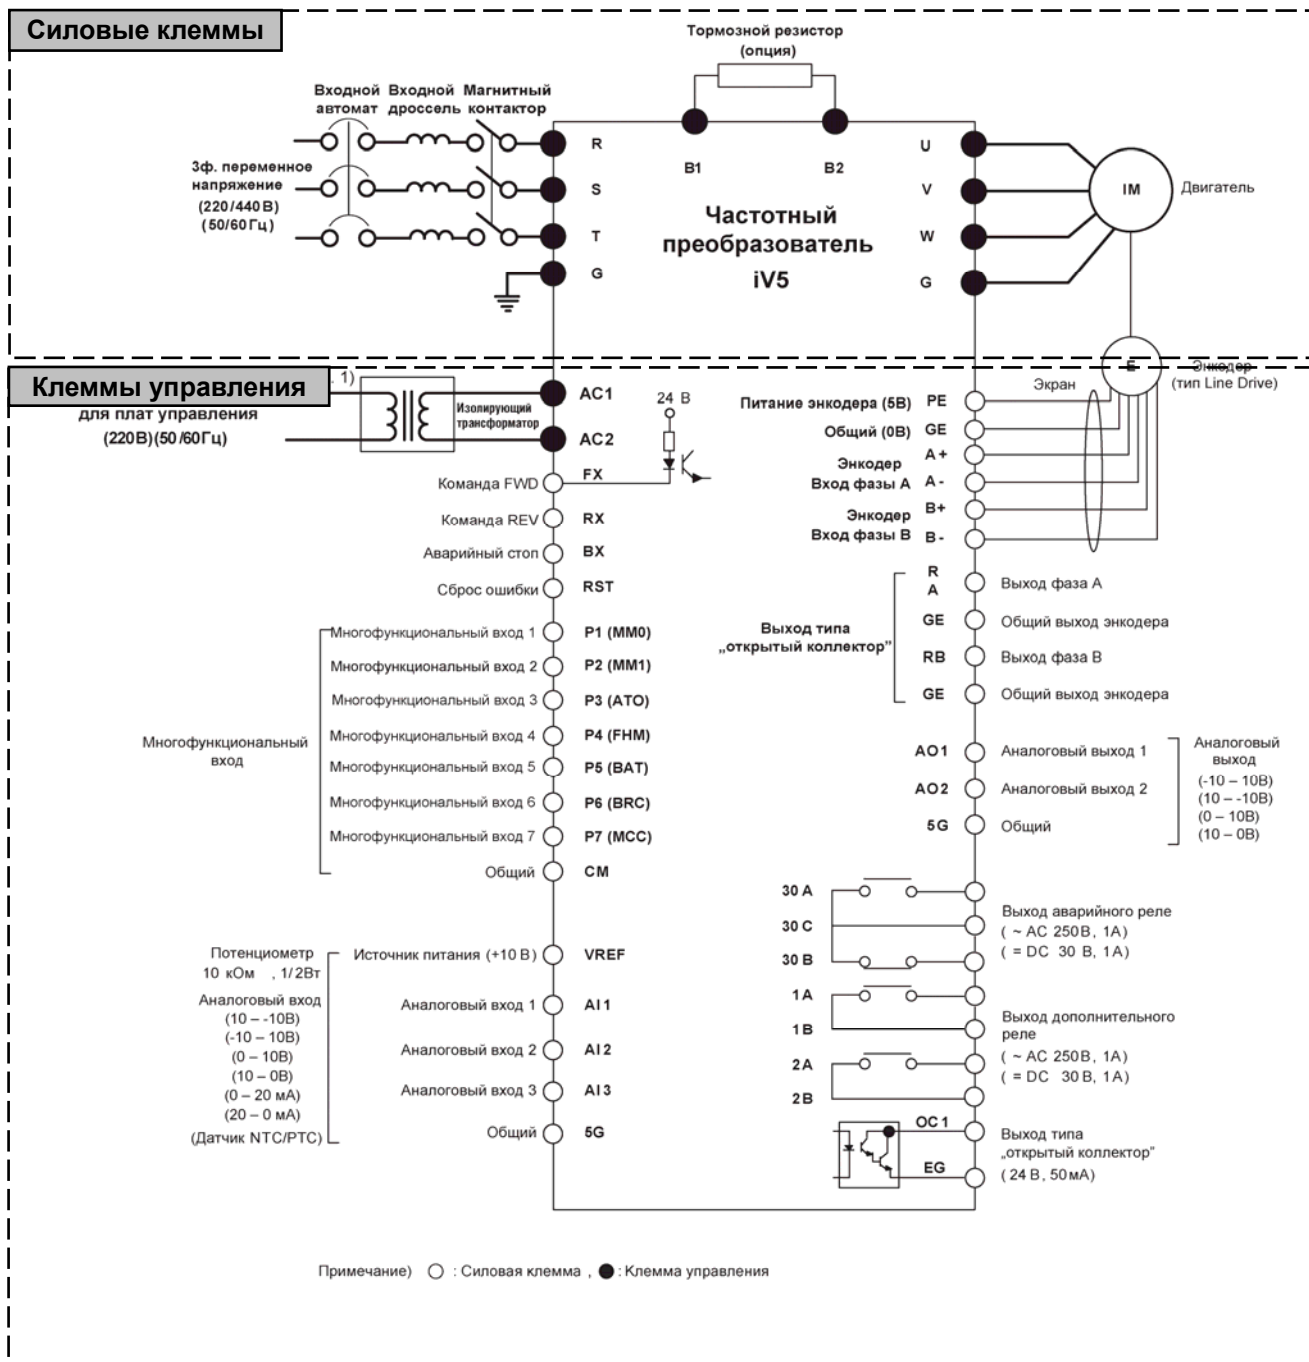 Силовые клеммы
Тормозной резистор
(опция)
Входной автомат
Входной дроссель
Магнитный контактор
3ф. переменное
напряжение
(220/440 В)
(50/60 Гц)
R
S
T
G
B1
B2
Частотный
преобразователь
iV5
U
V
W
G
IM
Двигатель
E
Энкодер
(тип Line Drive)
Экран
Клеммы управления
. 1)
для плат управления
(220В)(50/60Гц)
Изолирующий
трансформатор
AC1
AC2
24 В
Команда FWD
FX
Команда REV
RX
Аварийный стоп
BX
Сброс ошибки
RST
Многофункциональный
вход
Многофункциональный вход 1
P1 (MM0)
Многофункциональный вход 2
P2 (MM1)
Многофункциональный вход 3
P3 (ATO)
Многофункциональный вход 4
P4 (FHM)
Многофункциональный вход 5
P5 (BAT)
Многофункциональный вход 6
P6 (BRC)
Многофункциональный вход 7
P7 (MCC)
Общий
CM
Потенциометр
10 кОм , 1/2Вт
Аналоговый вход
(10 – -10В)
(-10 – 10В)
(0 – 10В)
(10 – 0В)
(0 – 20 мА)
(20 – 0 мА)
(Датчик NTC/PTC)
Источник питания (+10 В)
VREF
Аналоговый вход 1
AI1
Аналоговый вход 2
AI2
Аналоговый вход 3
AI3
Общий
5G
Питание энкодера (5В)
PE
Общий (0В)
GE
Энкодер
Вход фазы А
A+
A-
Энкодер
Вход фазы В
B+
B-
Выход типа
„открытый коллектор”
R
A
Выход фаза А
GE
Общий выход энкодера
RB
Выход фаза В
GE
Общий выход энкодера
AO1
Аналоговый выход 1
AO2
Аналоговый выход 2
5G
Общий
Аналоговый
выход
(-10 – 10В)
(10 – -10В)
(0 – 10В)
(10 – 0В)
30 A
30 C
30 B
Выход аварийного реле
( ~ AC 250В, 1А)
( = DC 30 В, 1А)
1A
1B
2A
2B
Выход дополнительного
реле
( ~ AC 250В, 1А)
( = DC 30 В, 1А)
OC1
EG
Выход типа
„открытый коллектор”
( 24 В, 50мА)
Примечание) : Силовая клемма , : Клемма управления